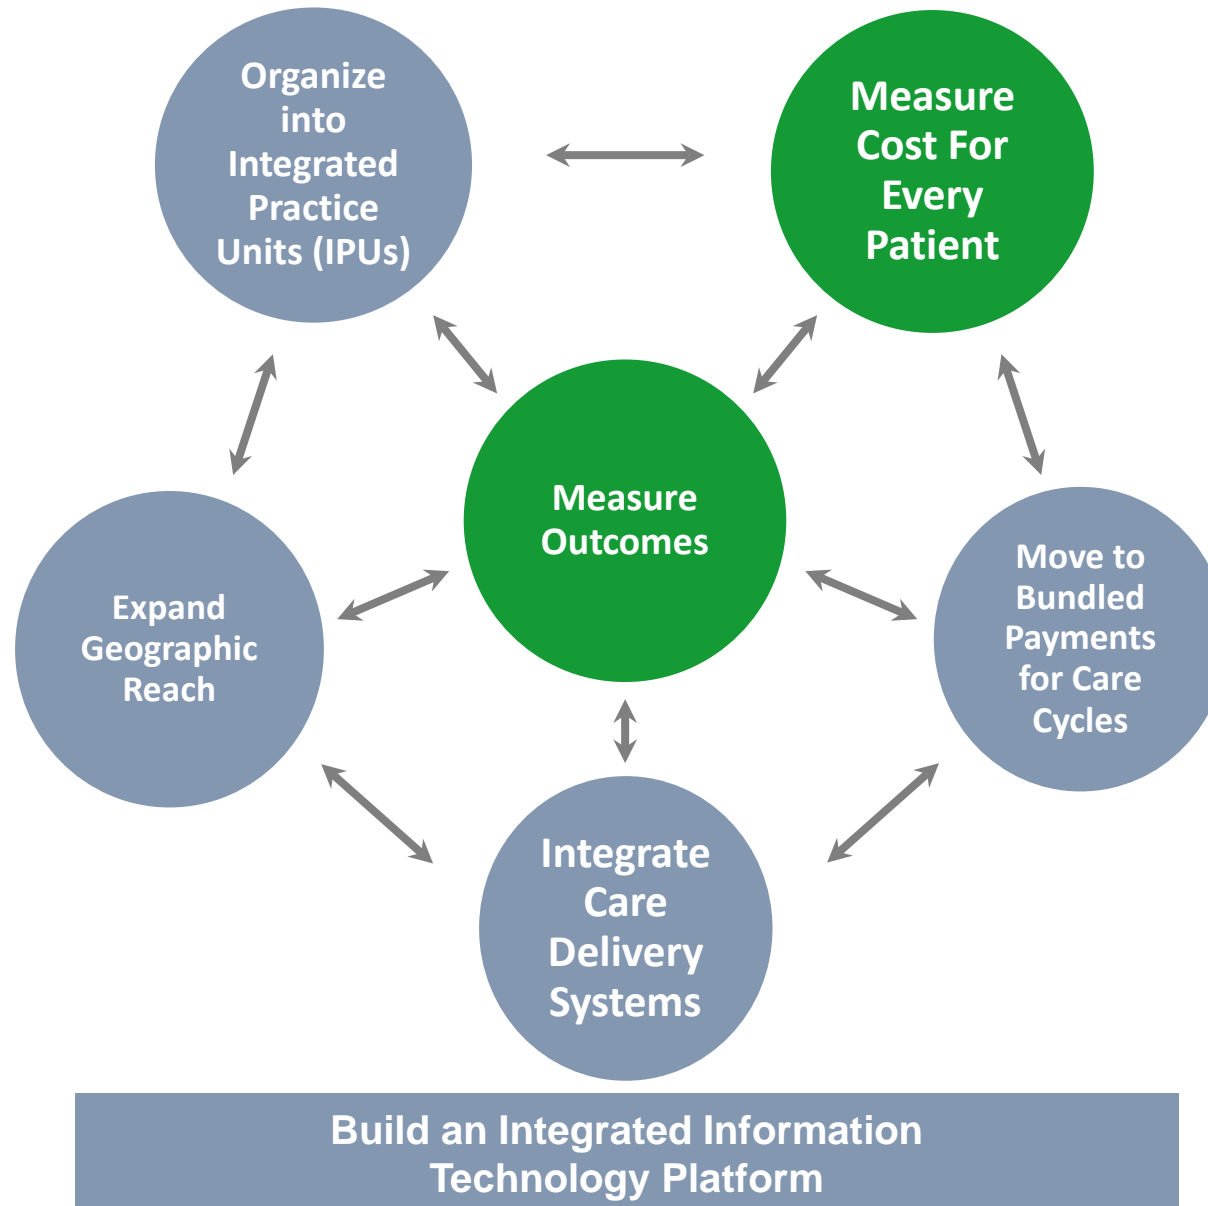 Organize
into
Integrated
Practice
Units (IPUs)
Measure
Cost For
Every
Patient
Measure
Outcomes
Expand
Geographic
Reach
Move to
Bundled
Payments
for Care
Cycles
Integrate
Care
Delivery
Systems
Build an Integrated Information
Technology Platform